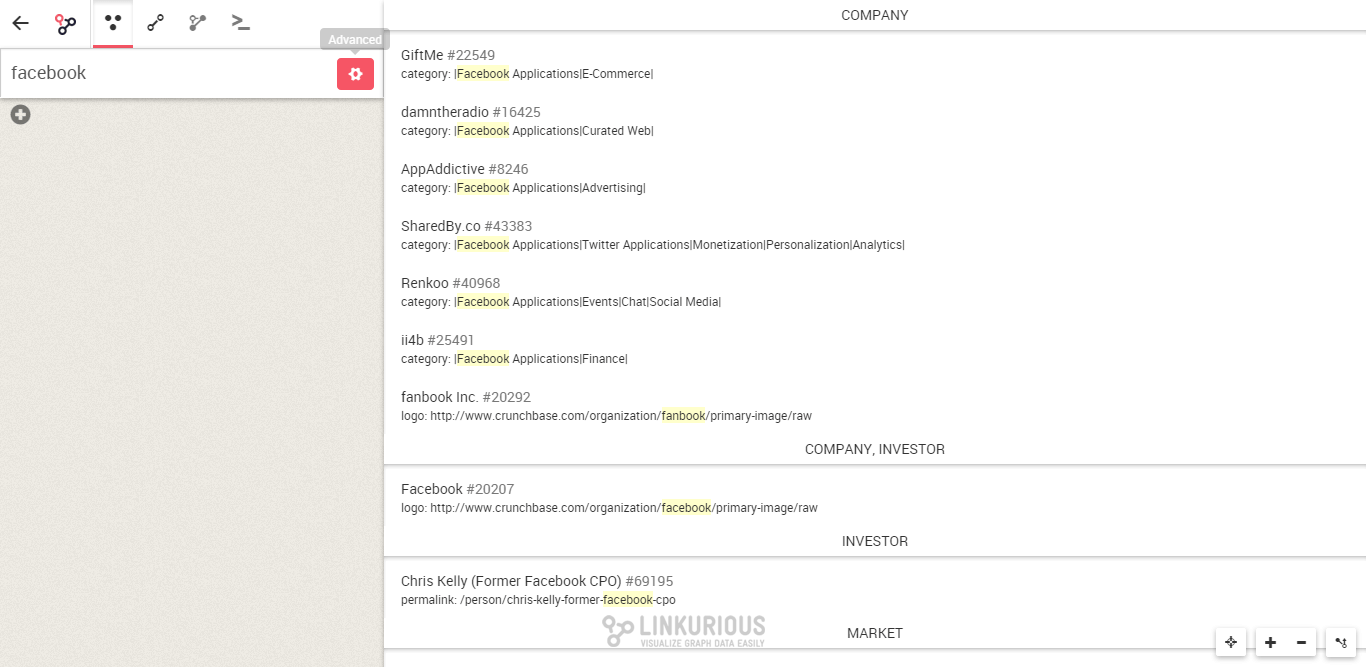 Advanced
facebook
COMPANY
GiftMe #22549
category: |Facebook Applications|E-Commerce|
damntheradio #16425
category: |Facebook Applications|Curated Web|
AppAddictive #8246
category: |Facebook Applications|Advertising|
SharedBy.co #43383
category: |Facebook Applications|Twitter Applications|Monetization|Personalization|Analytics|
Renkoo #40968
category: |Facebook Applications|Events|Chat|Social Media|
ii4b #25491
category: |Facebook Applications|Finance|
fanbook Inc. #20292
logo: http://www.crunchbase.com/organization/fanbook/primary-image/raw
COMPANY, INVESTOR
Facebook #20207
logo: http://www.crunchbase.com/organization/facebook/primary-image/raw
INVESTOR
Chris Kelly (Former Facebook CPO) #69195
permalink: /person/chris-kelly-former-facebook-cpo
LINKURIOUS
VISUALIZE GRAPH DATA EASILY
MARKET